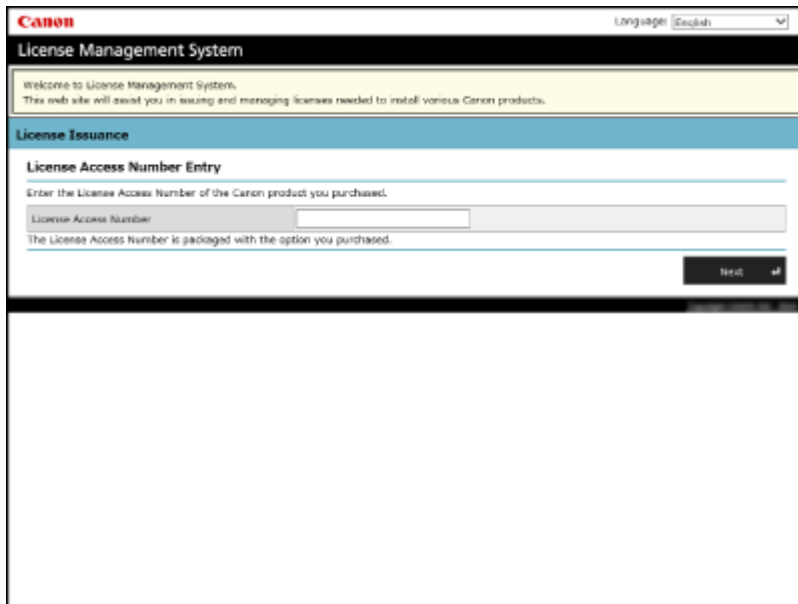 Canon
Language: English
License Management System
Welcome to License Management System.
This web site will assist you in issuing and managing licenses needed to install various Canon products.
License Issuance
License Access Number Entry
Enter the License Access Number of the Canon product you purchased.
License Access Number
The License Access Number is packaged with the option you purchased.
Next